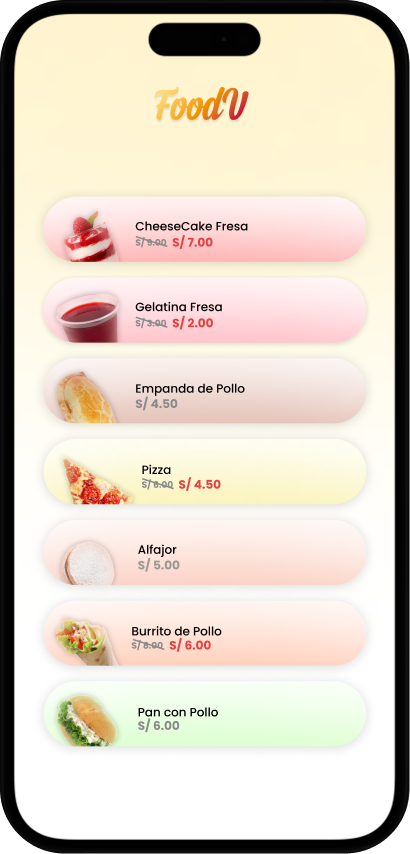 FoodU
CheeseCake Fresa
S/ 9.00 S/ 7.00
Gelatina Fresa
S/ 3.00 S/ 2.00
Empanda de Pollo
S/ 4.50
Pizza
S/ 6.00 S/ 4.50
Alfajor
S/ 5.00
Burrito de Pollo
S/ 8.00 S/ 6.00
Pan con Pollo
S/ 6.00